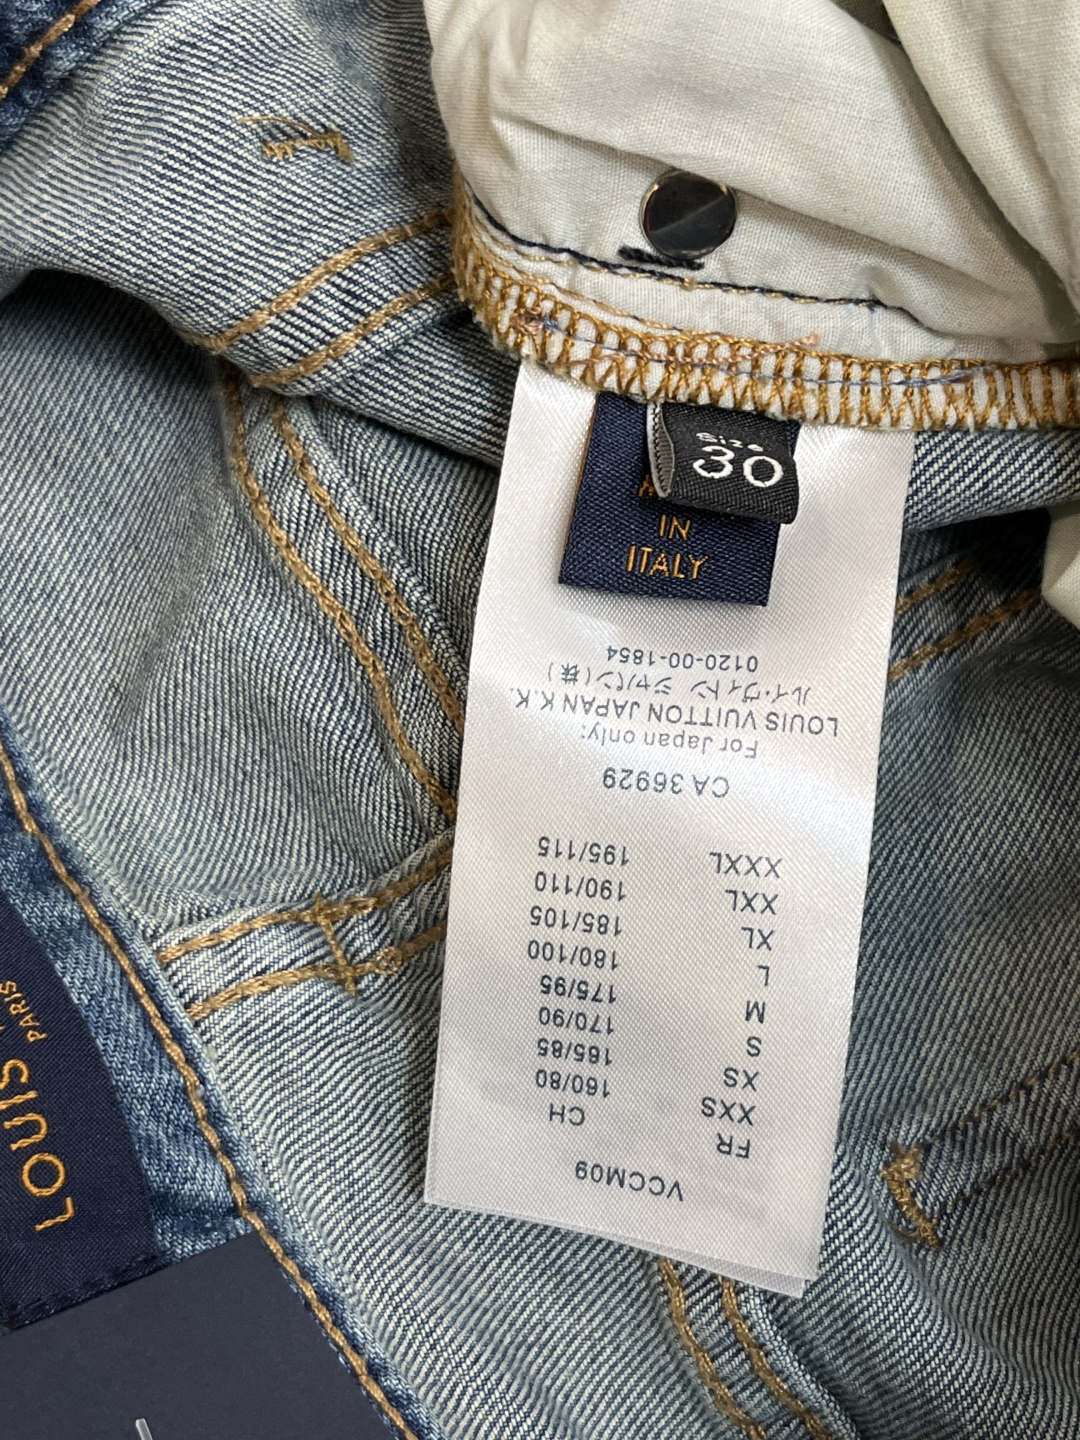 Size
30
IN
ITALY
VCCM09
FR CH
XXS 160/80
XS 165/85
S 170/90
M 175/95
L 180/100
XL 185/105
XXL 190/110
XXXL 195/115
CA 36929
For Japan only:
LOUIS VUITTON JAPAN K.K.
ルイ・ヴィトン ジャパン(株)
0120-00-1854
LOUIS
PARIS